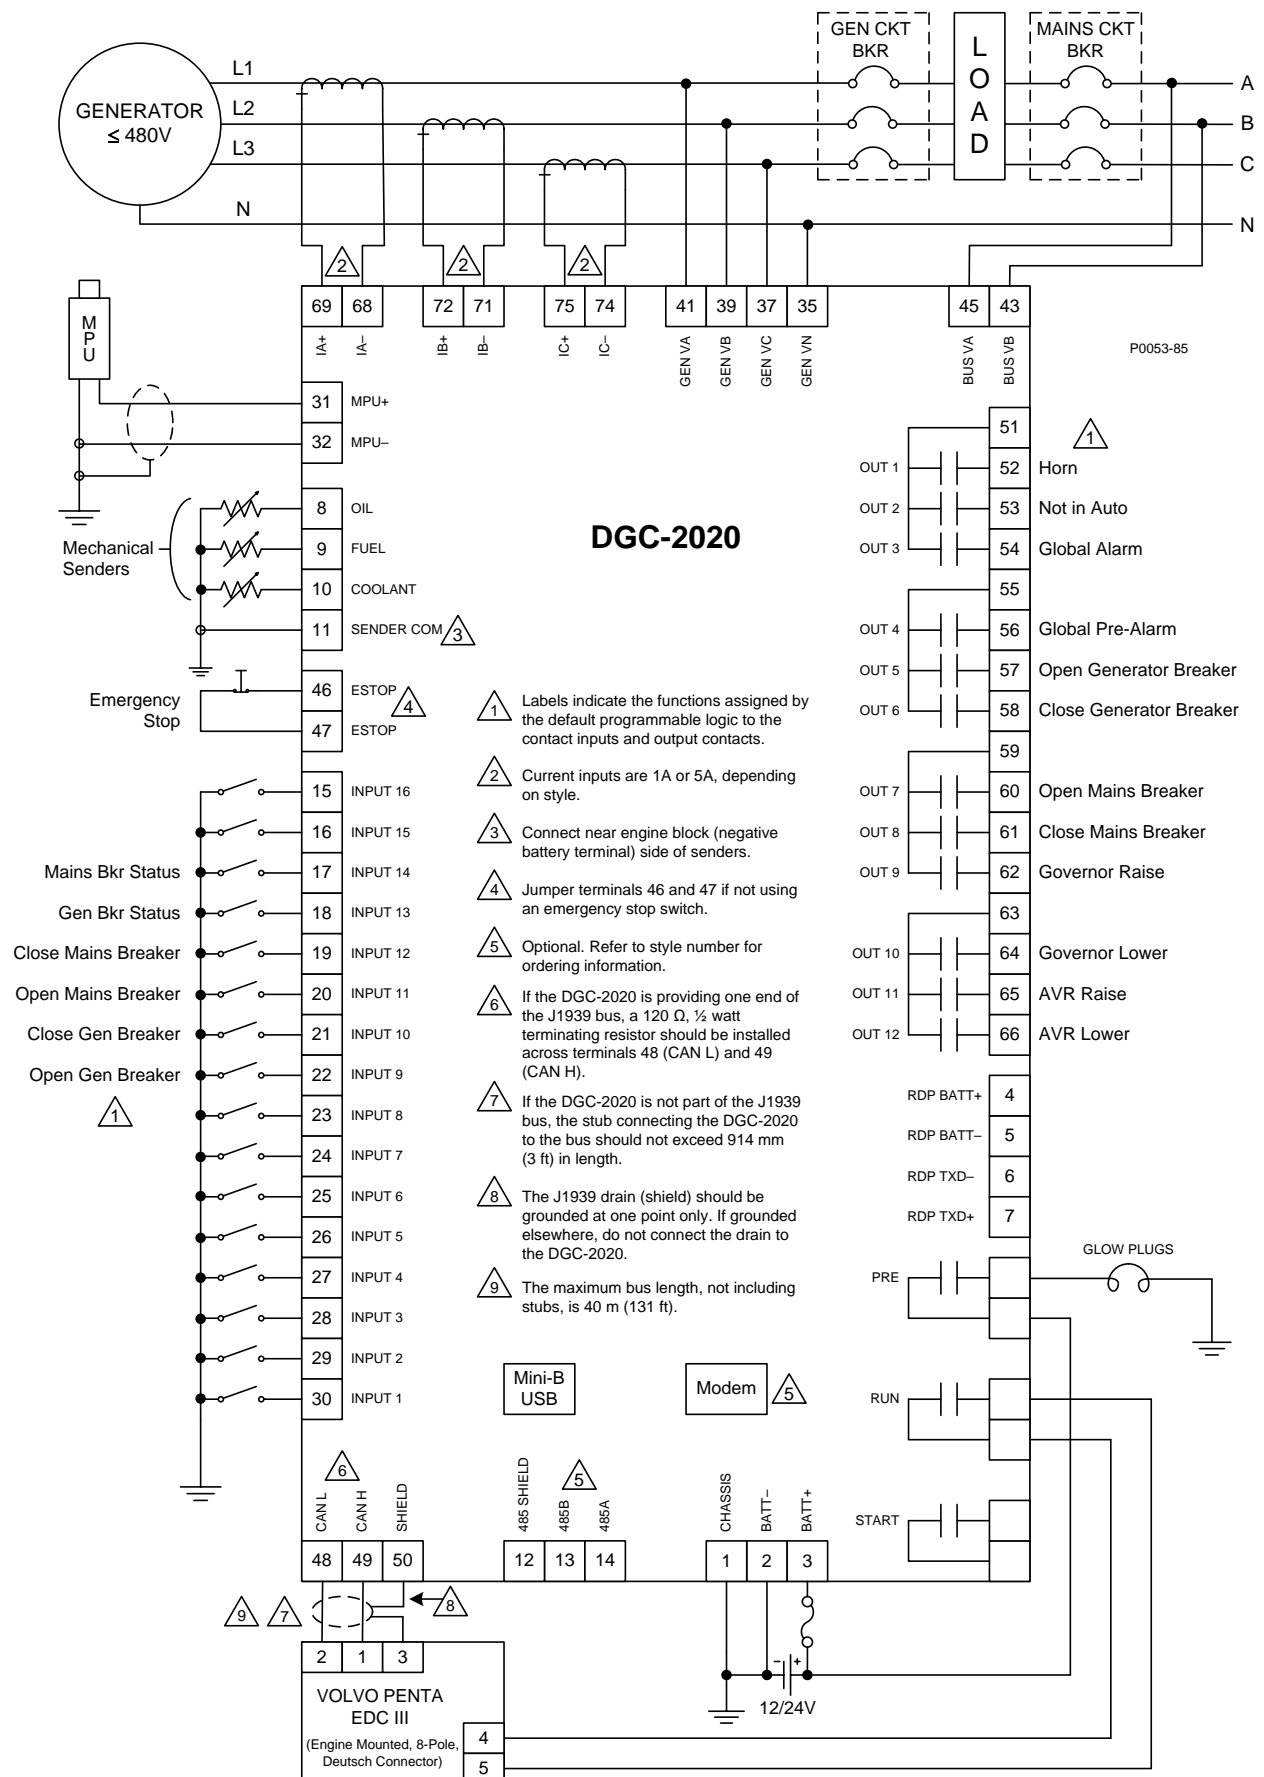 GEN CKT
BKR
LOAD
MAINS CKT
BKR
GENERATOR
≤ 480V
L1
L2
L3
N
A
B
C
N
2
2
2
69
68
72
71
75
74
41
39
37
35
45
43
IA+
IA–
IB+
IB–
IC+
IC–
GEN VA
GEN VB
GEN VC
GEN VN
BUS VA
BUS VB
P0053-85
MPU
31 MPU+
32 MPU–
Mechanical
Senders
8 OIL
9 FUEL
10 COOLANT
11 SENDER COM 3
Emergency
Stop
46 ESTOP
4
47 ESTOP
15 INPUT 16
16 INPUT 15
Mains Bkr Status 17 INPUT 14
Gen Bkr Status 18 INPUT 13
Close Mains Breaker 19 INPUT 12
Open Mains Breaker 20 INPUT 11
Close Gen Breaker 21 INPUT 10
Open Gen Breaker 22 INPUT 9
1
23 INPUT 8
24 INPUT 7
25 INPUT 6
26 INPUT 5
27 INPUT 4
28 INPUT 3
29 INPUT 2
30 INPUT 1
DGC-2020
1 Labels indicate the functions assigned by
the default programmable logic to the
contact inputs and output contacts.
2 Current inputs are 1A or 5A, depending
on style.
3 Connect near engine block (negative
battery terminal) side of senders.
4 Jumper terminals 46 and 47 if not using
an emergency stop switch.
5 Optional. Refer to style number for
ordering information.
6 If the DGC-2020 is providing one end of
the J1939 bus, a 120 Ω, ½ watt
terminating resistor should be installed
across terminals 48 (CAN L) and 49
(CAN H).
7 If the DGC-2020 is not part of the J1939
bus, the stub connecting the DGC-2020
to the bus should not exceed 914 mm
(3 ft) in length.
8 The J1939 drain (shield) should be
grounded at one point only. If grounded
elsewhere, do not connect the drain to
the DGC-2020.
9 The maximum bus length, not including
stubs, is 40 m (131 ft).
51
1
OUT 1 52 Horn
OUT 2 53 Not in Auto
OUT 3 54 Global Alarm
55
OUT 4 56 Global Pre-Alarm
OUT 5 57 Open Generator Breaker
OUT 6 58 Close Generator Breaker
59
OUT 7 60 Open Mains Breaker
OUT 8 61 Close Mains Breaker
OUT 9 62 Governor Raise
63
OUT 10 64 Governor Lower
OUT 11 65 AVR Raise
OUT 12 66 AVR Lower
RDP BATT+ 4
RDP BATT– 5
RDP TXD– 6
RDP TXD+ 7
GLOW PLUGS
PRE
RUN
START
Mini-B
USB
Modem
5
6
CAN L
CAN H
SHIELD
5
485 SHIELD
485B
485A
CHASSIS
BATT–
BATT+
48
49
50
12
13
14
1
2
3
9
7
8
2
1
3
VOLVO PENTA
EDC III
(Engine Mounted, 8-Pole,
Deutsch Connector)
4
5
- +
12/24V